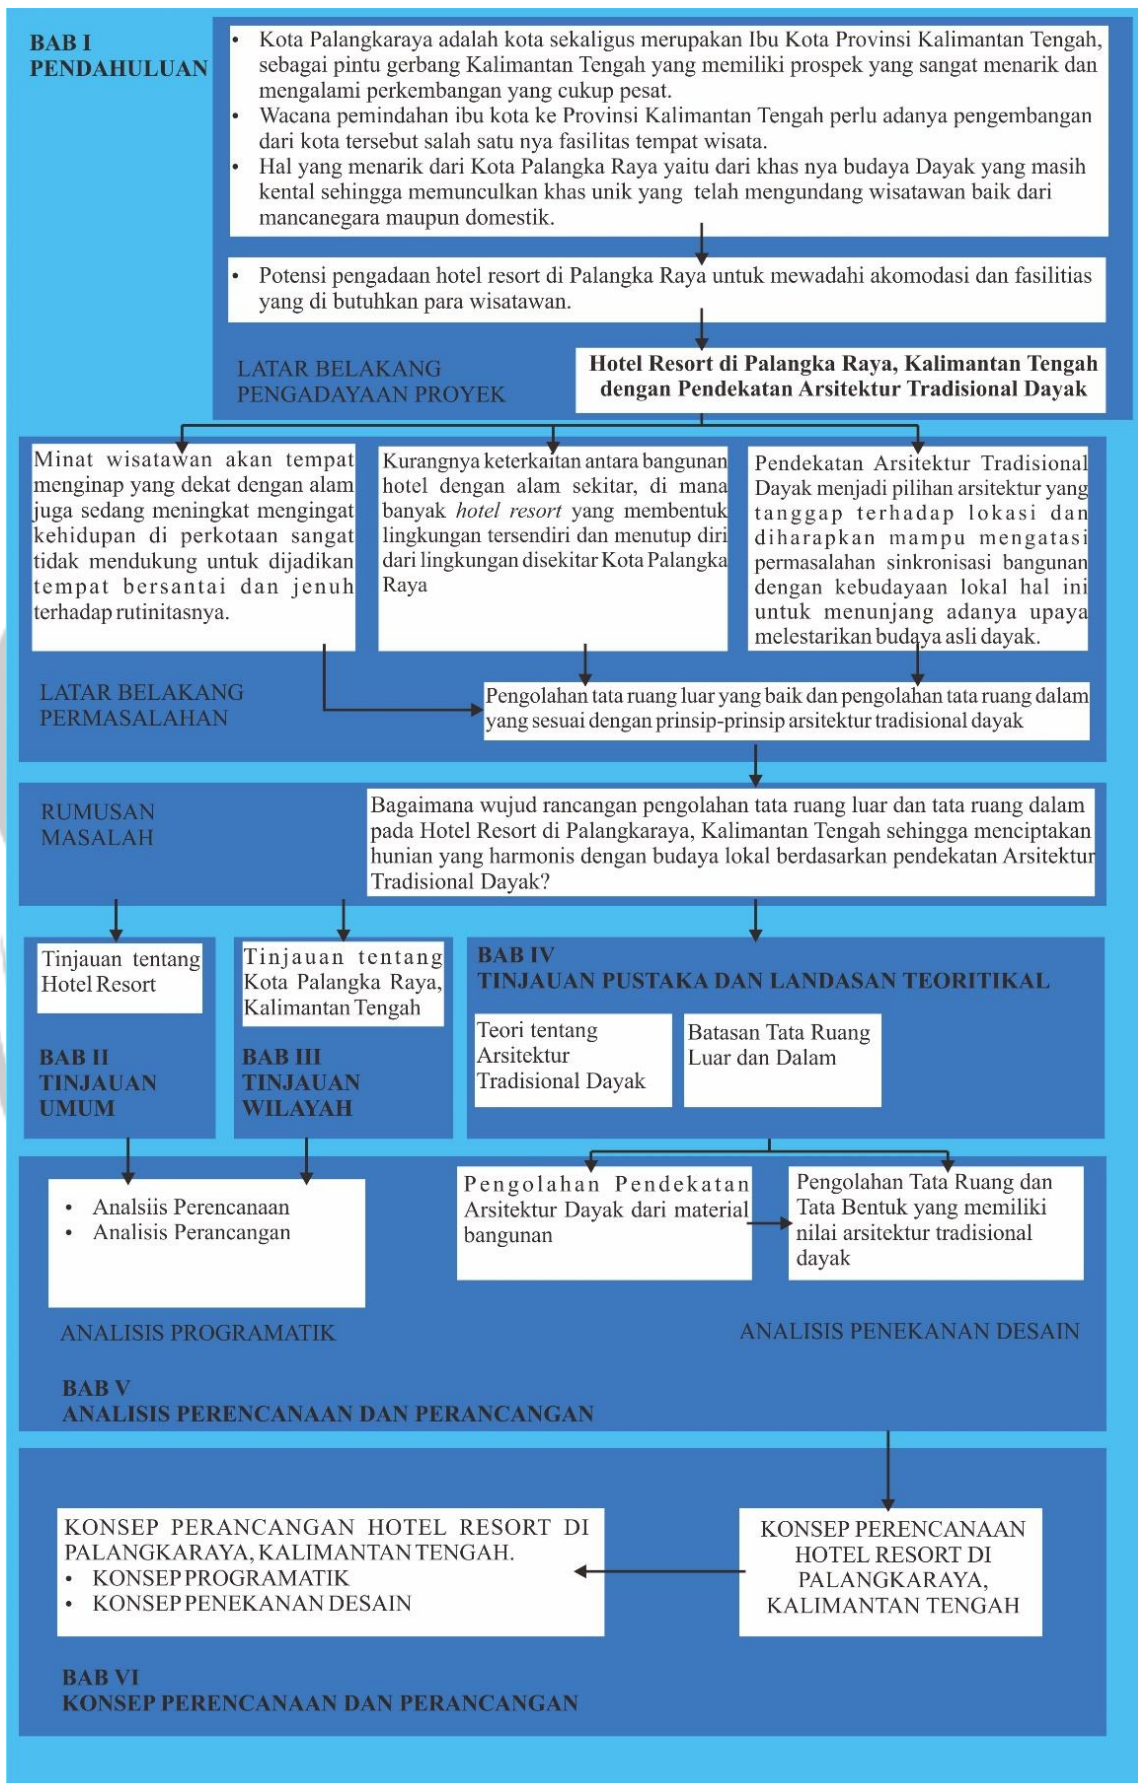 BAB I
PENDAHULUAN
• Kota Palangkaraya adalah kota sekaligus merupakan Ibu Kota Provinsi Kalimantan Tengah,
sebagai pintu gerbang Kalimantan Tengah yang memiliki prospek yang sangat menarik dan
mengalami perkembangan yang cukup pesat.
• Wacana pemindahan ibu kota ke Provinsi Kalimantan Tengah perlu adanya pengembangan
dari kota tersebut salah satu nya fasilitas tempat wisata.
• Hal yang menarik dari Kota Palangka Raya yaitu dari khas nya budaya Dayak yang masih
kental sehingga memunculkan khas unik yang telah mengundang wisatawan baik dari
mancanegara maupun domestik.
• Potensi pengadaan hotel resort di Palangka Raya untuk mewadahi akomodasi dan fasilitias
yang di butuhkan para wisatawan.
LATAR BELAKANG
PENGADAYAAN PROYEK
Hotel Resort di Palangka Raya, Kalimantan Tengah
dengan Pendekatan Arsitektur Tradisional Dayak
Minat wisatawan akan tempat
menginap yang dekat dengan alam
juga sedang meningkat mengingat
kehidupan di perkotaan sangat
tidak mendukung untuk dijadikan
tempat bersantai dan jenuh
terhadap rutinitasnya.
Kurangnya keterkaitan antara bangunan
hotel dengan alam sekitar, di mana
banyak hotel resort yang membentuk
lingkungan tersendiri dan menutup diri
dari lingkungan disekitar Kota Palangka
Raya
Pendekatan Arsitektur Tradisional
Dayak menjadi pilihan arsitektur yang
tanggap terhadap lokasi dan
diharapkan mampu mengatasi
permasalahan sinkronisasi bangunan
dengan kebudayaan lokal hal ini
untuk menunjang adanya upaya
melestarikan budaya asli dayak.
LATAR BELAKANG
PERMASALAHAN
Pengolahan tata ruang luar yang baik dan pengolahan tata ruang dalam
yang sesuai dengan prinsip-prinsip arsitektur tradisional dayak
RUMUSAN
MASALAH
Bagaimana wujud rancangan pengolahan tata ruang luar dan tata ruang dalam
pada Hotel Resort di Palangkaraya, Kalimantan Tengah sehingga menciptakan
hunian yang harmonis dengan budaya lokal berdasarkan pendekatan Arsitektur
Tradisional Dayak?
Tinjauan tentang
Hotel Resort
BAB II
TINJAUAN
UMUM
Tinjauan tentang
Kota Palangka Raya,
Kalimantan Tengah
BAB III
TINJAUAN
WILAYAH
BAB IV
TINJAUAN PUSTAKA DAN LANDASAN TEORITIKAL
Teori tentang
Arsitektur
Tradisional Dayak
Batasan Tata Ruang
Luar dan Dalam
• Analsiis Perencanaan
• Analisis Perancangan
Pengolahan Pendekatan
Arsitektur Dayak dari material
bangunan
Pengolahan Tata Ruang dan
Tata Bentuk yang memiliki
nilai arsitektur tradisional
dayak
ANALISIS PROGRAMATIK
ANALISIS PENEKANAN DESAIN
BAB V
ANALISIS PERENCANAAN DAN PERANCANGAN
KONSEP PERANCANGAN HOTEL RESORT DI
PALANGKARAYA, KALIMANTAN TENGAH.
• KONSEP PROGRAMATIK
• KONSEP PENEKANAN DESAIN
KONSEP PERENCANAAN
HOTEL RESORT DI
PALANGKARAYA,
KALIMANTAN TENGAH
BAB VI
KONSEP PERENCANAAN DAN PERANCANGAN